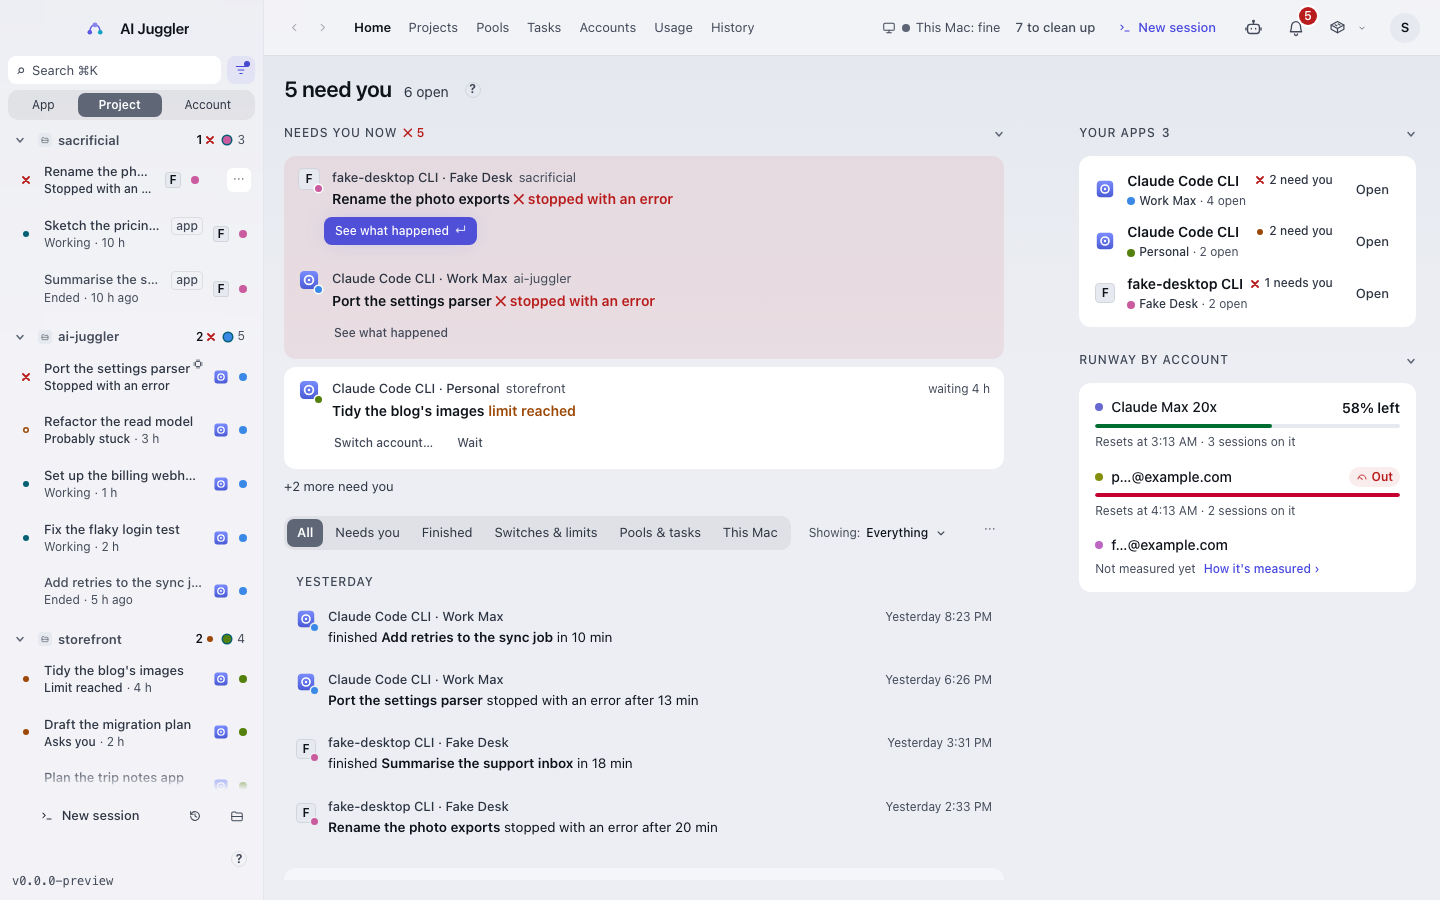 AI Juggler
Search ⌘K
App Project Account
sacrificial 1 3
Rename the ph...
Stopped with an ... F
Sketch the pricin... app
Working · 10 h F
Summarise the s... app
Ended · 10 h ago F
ai-juggler 2 5
Port the settings parser
Stopped with an error
Refactor the read model
Probably stuck · 3 h
Set up the billing webh...
Working · 1 h
Fix the flaky login test
Working · 2 h
Add retries to the sync j...
Ended · 5 h ago
storefront 2 4
Tidy the blog's images
Limit reached · 4 h
Draft the migration plan
Asks you · 2 h
Plan the trip notes app
New session
?
v0.0.0-preview
Home Projects Pools Tasks Accounts Usage History
This Mac: fine 7 to clean up New session 5 S
5 need you 6 open ?
NEEDS YOU NOW 5
F fake-desktop CLI · Fake Desk sacrificial
Rename the photo exports stopped with an error
See what happened
Claude Code CLI · Work Max ai-juggler
Port the settings parser stopped with an error
See what happened
Claude Code CLI · Personal storefront waiting 4 h
Tidy the blog's images limit reached
Switch account... Wait
+2 more need you
All Needs you Finished Switches & limits Pools & tasks This Mac Showing: Everything ...
YESTERDAY
Claude Code CLI · Work Max Yesterday 8:23 PM
finished Add retries to the sync job in 10 min
Claude Code CLI · Work Max Yesterday 6:26 PM
Port the settings parser stopped with an error after 13 min
F fake-desktop CLI · Fake Desk Yesterday 3:31 PM
finished Summarise the support inbox in 18 min
F fake-desktop CLI · Fake Desk Yesterday 2:33 PM
Rename the photo exports stopped with an error after 20 min
YOUR APPS 3
Claude Code CLI 2 need you
Work Max · 4 open Open
Claude Code CLI 2 need you
Personal · 2 open Open
F fake-desktop CLI 1 needs you
Fake Desk · 2 open Open
RUNWAY BY ACCOUNT
Claude Max 20x 58% left
Resets at 3:13 AM · 3 sessions on it
p...@example.com Out
Resets at 4:13 AM · 2 sessions on it
f...@example.com
Not measured yet How it's measured ›